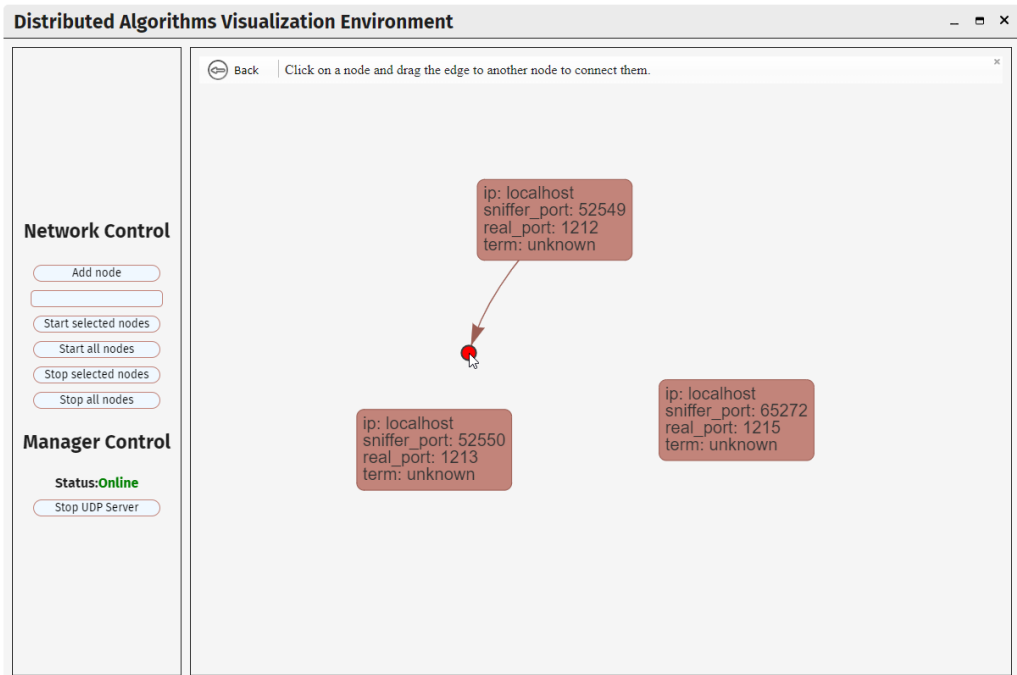 Distributed Algorithms Visualization Environment
Back
Click on a node and drag the edge to another node to connect them.
Network Control
Add node
Start selected nodes
Start all nodes
Stop selected nodes
Stop all nodes
Manager Control
Status:Online
Stop UDP Server
ip: localhost
sniffer_port: 52549
real_port: 1212
term: unknown
ip: localhost
sniffer_port: 52550
real_port: 1213
term: unknown
ip: localhost
sniffer_port: 65272
real_port: 1215
term: unknown